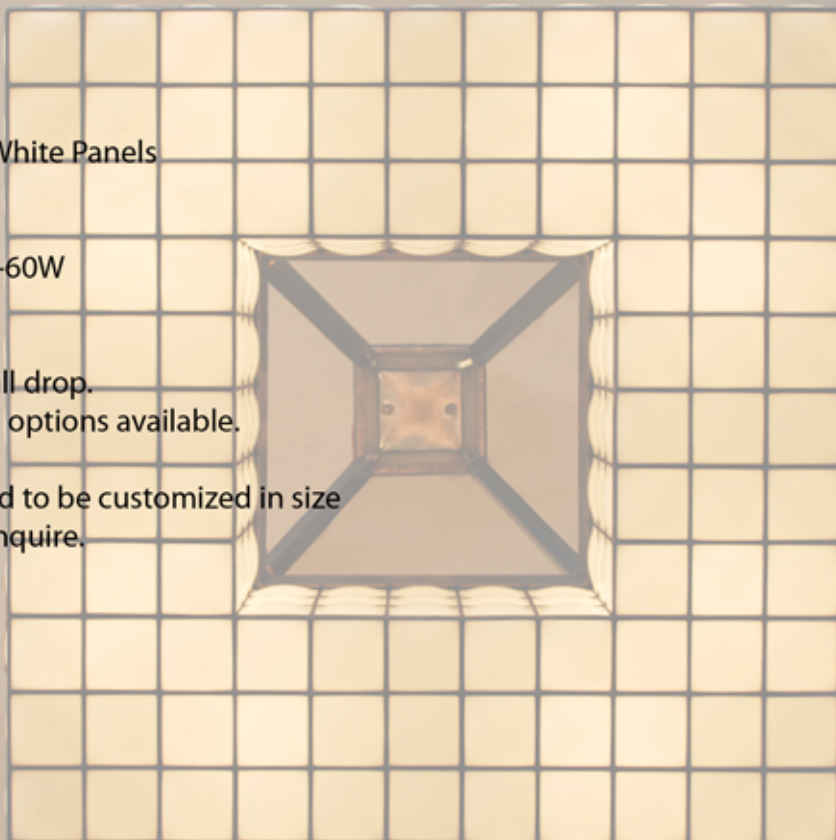 White Panels
-60W
ll drop.
options available.
d to be customized in size
nquire.